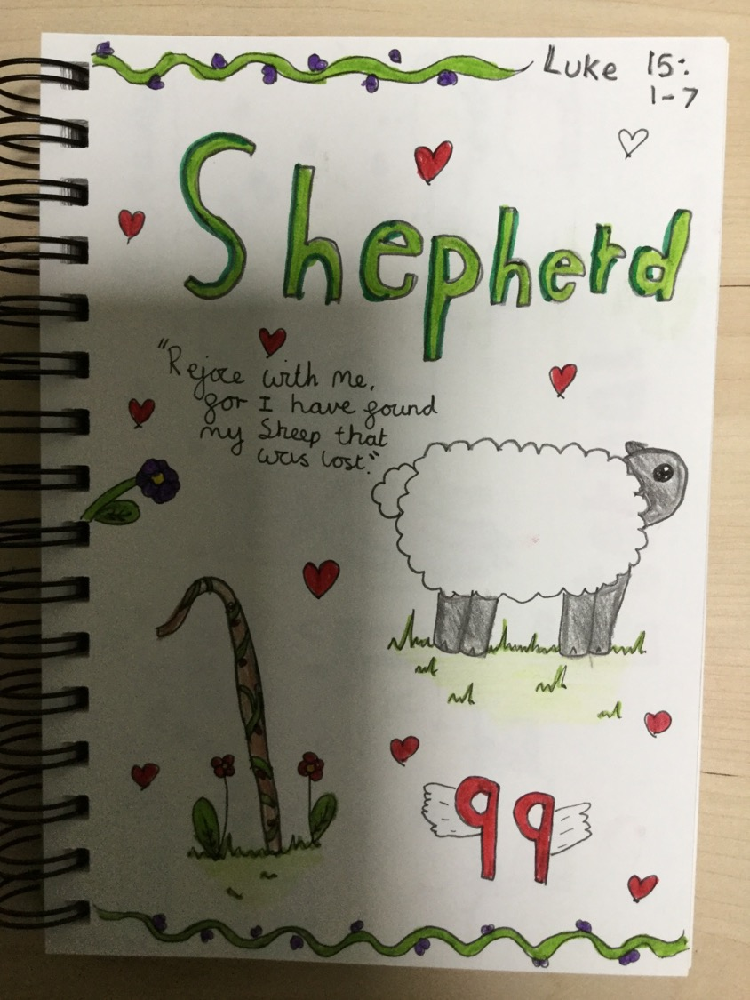 Luke 15:
1-7
Shepherd
"Rejoice with me,
for I have found
my Sheep that
was lost."
99